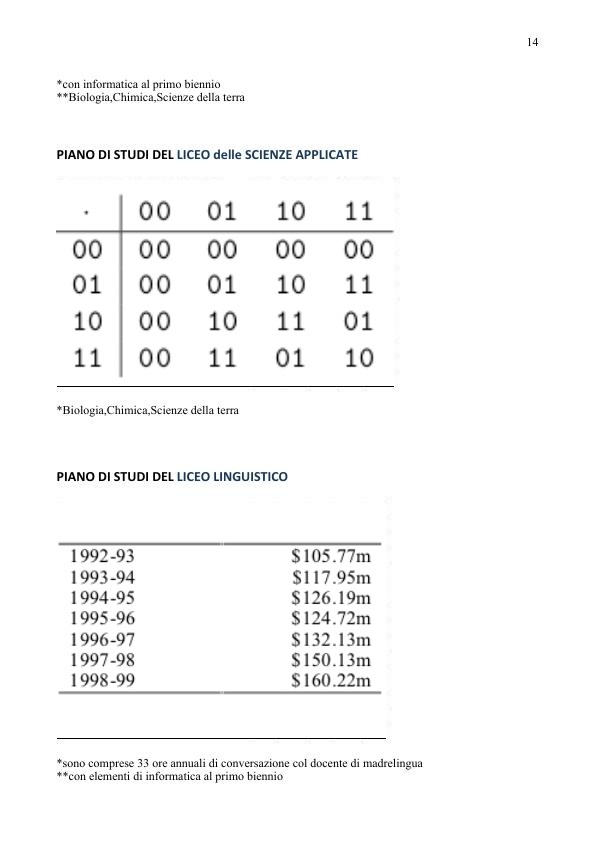 14
*con informatica al primo biennio
**Biologia,Chimica,Scienze della terra
PIANO DI STUDI DEL LICEO delle SCIENZE APPLICATE
· 00 01 10 11
00 00 00 00 00
01 00 01 10 11
10 00 10 11 01
11 00 11 01 10
*Biologia,Chimica,Scienze della terra
PIANO DI STUDI DEL LICEO LINGUISTICO
1992-93 $105.77m
1993-94 $117.95m
1994-95 $126.19m
1995-96 $124.72m
1996-97 $132.13m
1997-98 $150.13m
1998-99 $160.22m
*sono comprese 33 ore annuali di conversazione col docente di madrelingua
**con elementi di informatica al primo biennio